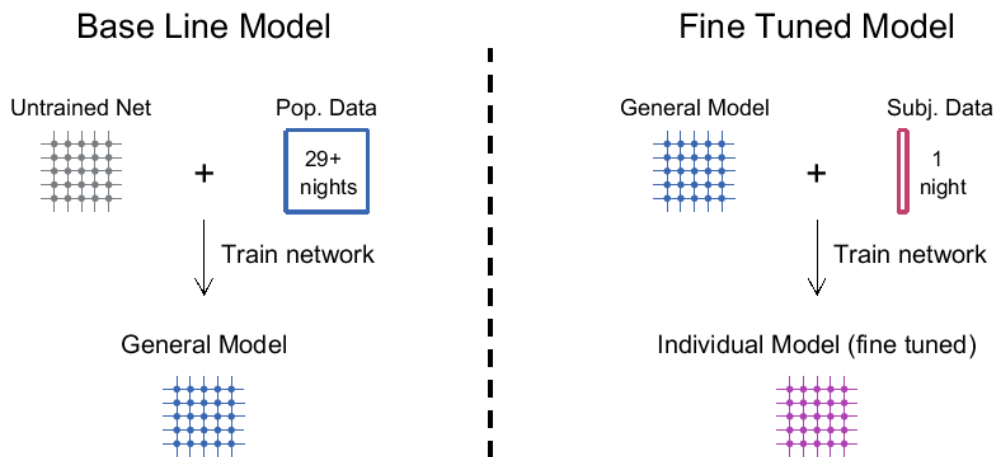 Base Line Model
Untrained Net
Pop. Data
+
29+
nights
Train network
General Model
Fine Tuned Model
General Model
Subj. Data
+
1
night
Train network
Individual Model (fine tuned)